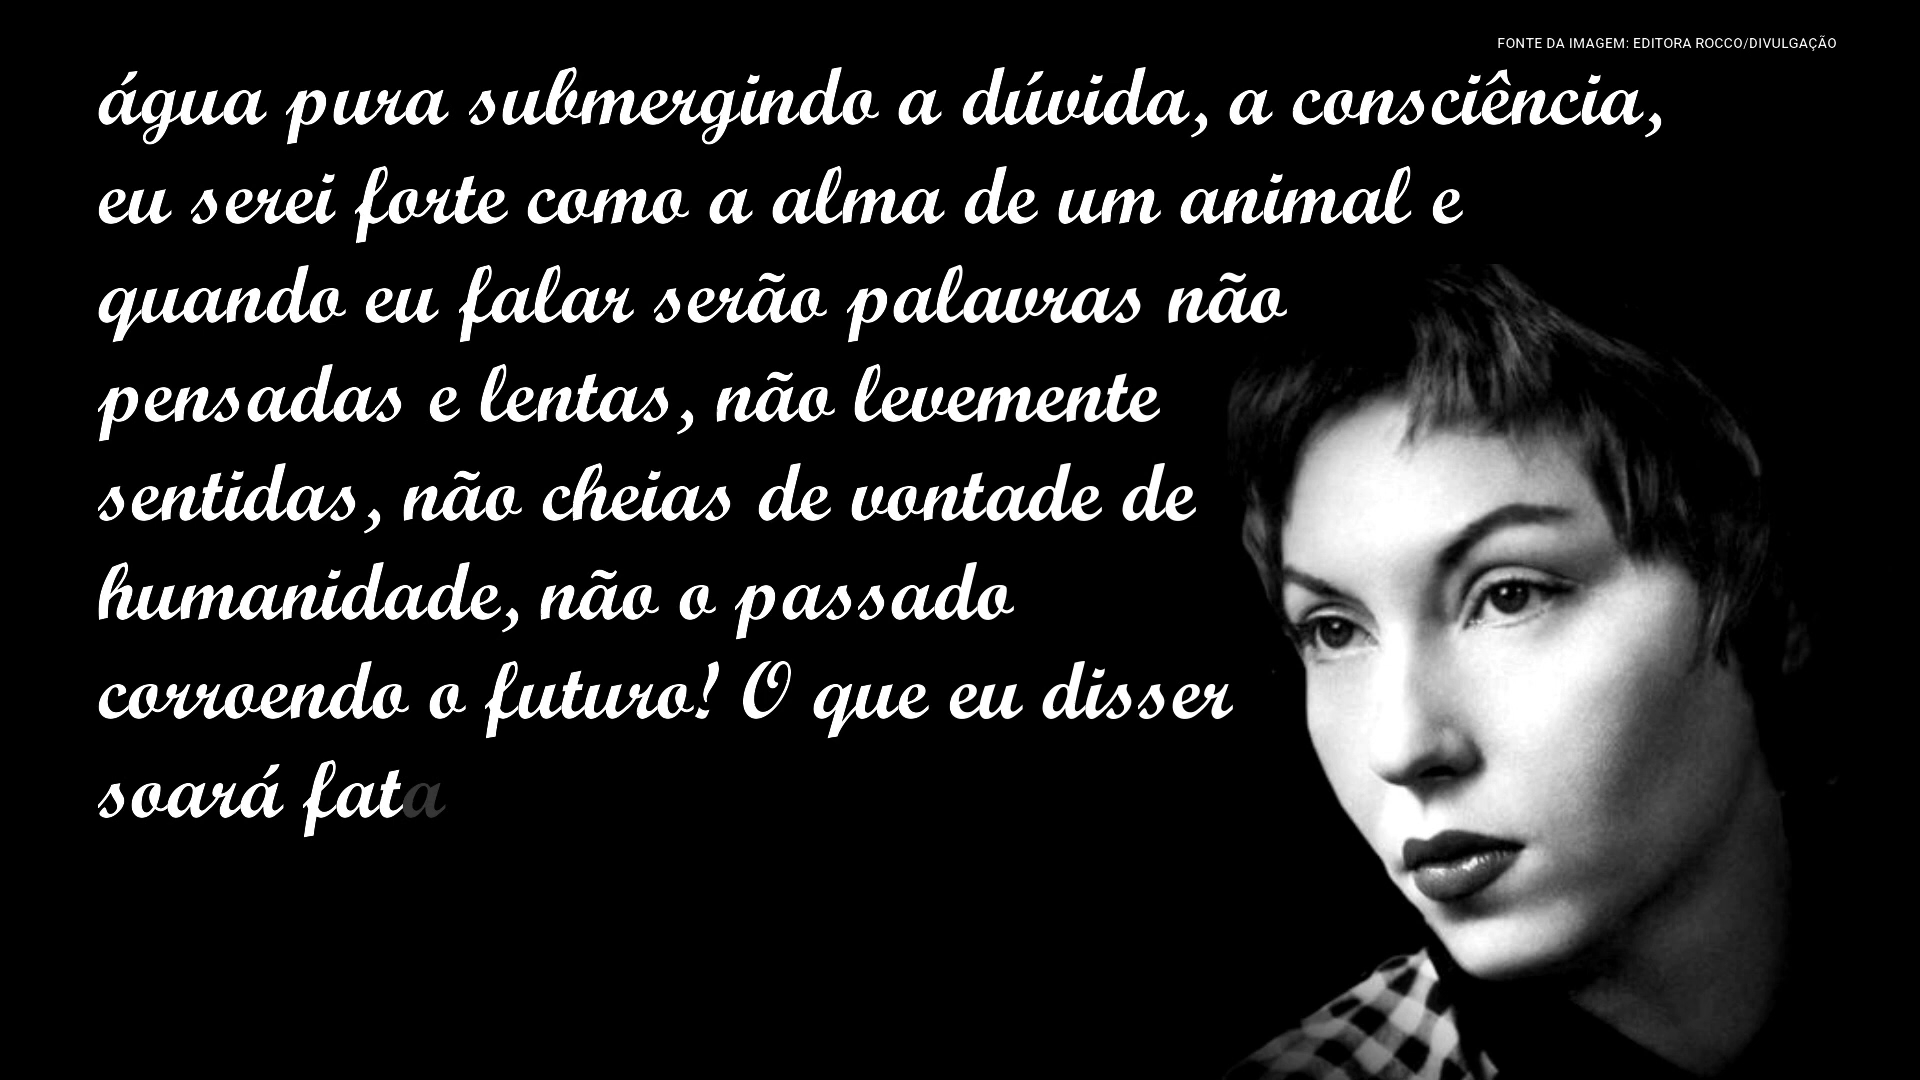 FONTE DA IMAGEM: EDITORA ROCCO/DIVULGAÇÃO
água pura submergindo a dúvida, a consciência,
eu serei forte como a alma de um animal e
quando eu falar serão palavras não
pensadas e lentas, não levemente
sentidas, não cheias de vontade de
humanidade, não o passado
corroendo o futuro! O que eu disser
soará fata